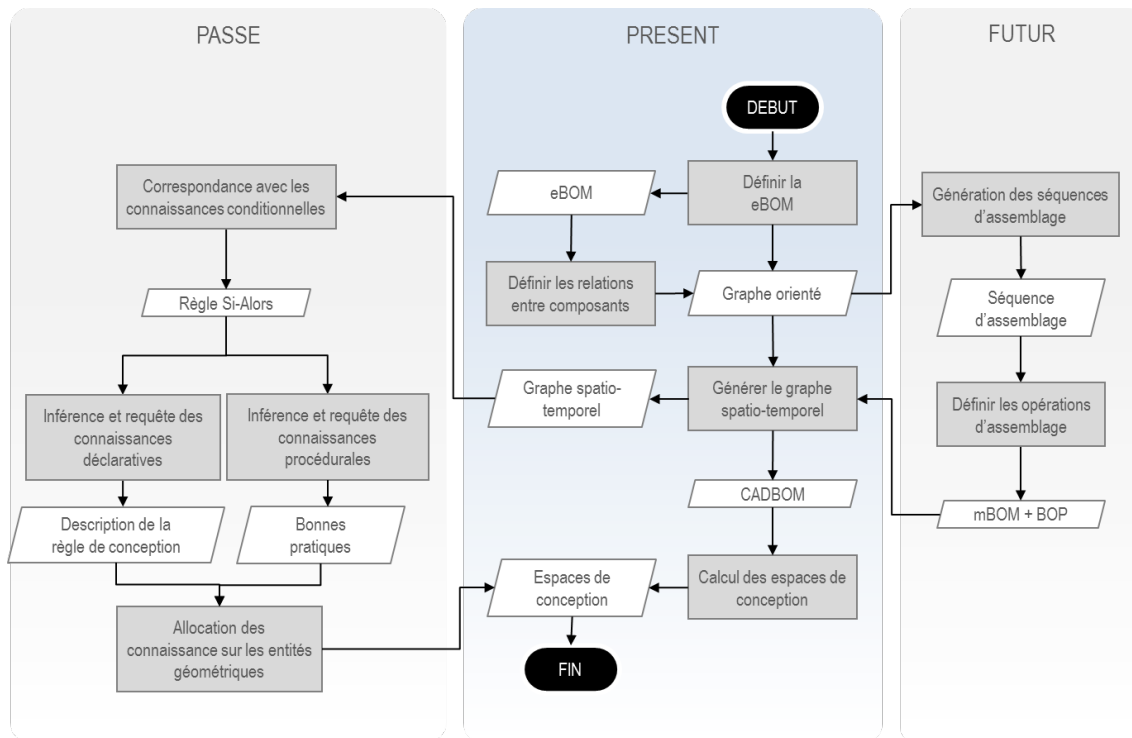 PASSE
Correspondance avec les
connaissances conditionnelles
Règle Si-Alors
Inférence et requête des
connaissances
déclaratives
Inférence et requête des
connaissances
procédurales
Description de la
règle de conception
Bonnes
pratiques
Allocation des
connaissance sur les entités
géométriques
PRESENT
DEBUT
eBOM
Définir la
eBOM
Définir les relations
entre composants
Graphe orienté
Graphe spatio-
temporel
Générer le graphe
spatio-temporel
CADBOM
Espaces de
conception
Calcul des espaces de
conception
FIN
FUTUR
Génération des séquences
d'assemblage
Séquence
d'assemblage
Définir les opérations
d'assemblage
mBOM + BOP